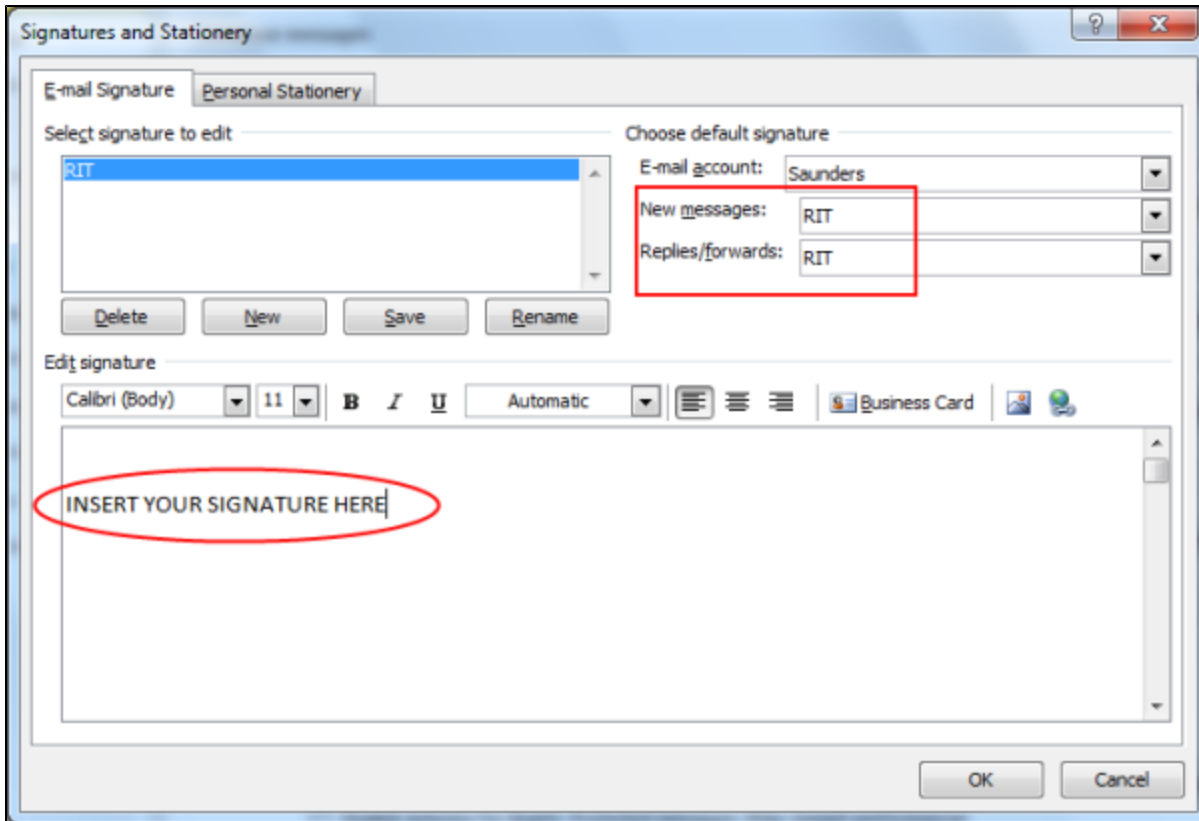 Signatures and Stationery
E-mail Signature Personal Stationery
Select signature to edit
RIT
Delete New Save Rename
Choose default signature
E-mail account: Saunders
New messages: RIT
Replies/forwards: RIT
Edit signature
Calibri (Body) 11 B I U Automatic Business Card
INSERT YOUR SIGNATURE HERE
OK Cancel